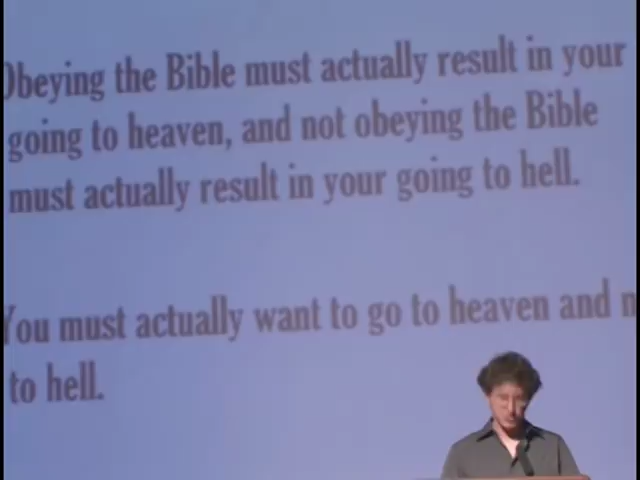 Obeying the Bible must actually result in your
going to heaven, and not obeying the Bible
must actually result in your going to hell.
You must actually want to go to heaven and
to hell.